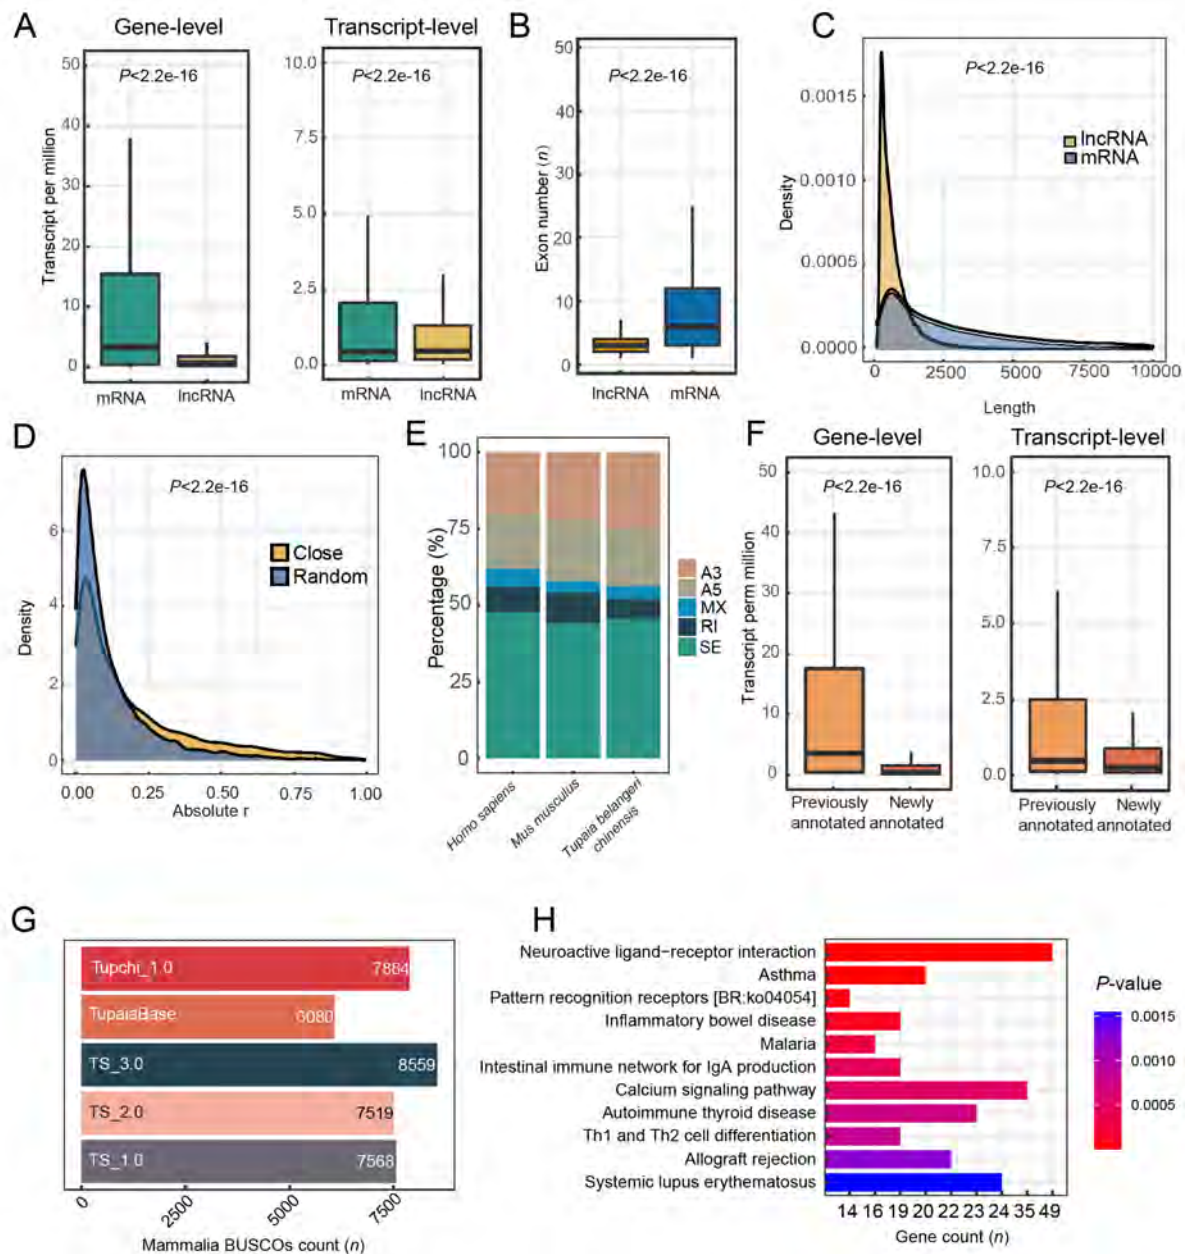 A
Gene-level
Transcript-level
Transcript per million
50
40
30
20
10
0
P<2.2e-16
mRNA
lncRNA
10.0
7.5
5.0
2.5
0.0
P<2.2e-16
mRNA
lncRNA
B
Exon number (n)
50
40
30
20
10
0
lncRNA
mRNA
C
P<2.2e-16
Density
0.0015
0.0010
0.0005
0.0000
lncRNA
mRNA
0
2500
5000
7500
10000
Length
D
P<2.2e-16
Density
6
4
2
0
Close
Random
0.00
0.25
0.50
0.75
1.00
Absolute r
E
Percentage (%)
100
75
50
25
0
A3
A5
MX
RI
SE
Homo sapiens
Mus musculus
Tupaia belangeri
chinensis
F
Gene-level
Transcript-level
Transcript perm million
50
40
30
20
10
0
P<2.2e-16
Previously
annotated
Newly
annotated
10.0
7.5
5.0
2.5
0.0
P<2.2e-16
Previously
annotated
Newly
annotated
G
Tupchi_1.0
7884
TupaiaBase
6080
TS_3.0
8559
TS_2.0
7519
TS_1.0
7568
0
2500
5000
7500
Mammalia BUSCOs count (n)
H
Neuroactive ligand−receptor interaction
Asthma
Pattern recognition receptors [BR:ko04054]
Inflammatory bowel disease
Malaria
Intestinal immune network for IgA production
Calcium signaling pathway
Autoimmune thyroid disease
Th1 and Th2 cell differentiation
Allograft rejection
Systemic lupus erythematosus
14 16 19 20 22 23 24 35 49
Gene count (n)
P-value
0.0015
0.0010
0.0005